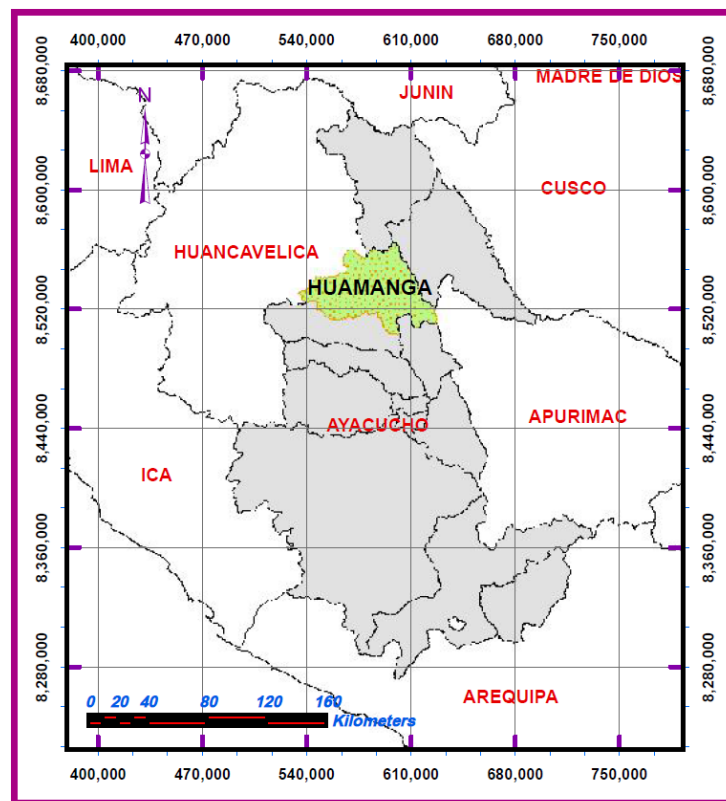 400,000 470,000 540,000 610,000 680,000 750,000
8,680,000 8,680,000
MADRE DE DIOS
JUNIN
N
LIMA
CUSCO
8,600,000 8,600,000
HUANCAVELICA
HUAMANGA
8,520,000 8,520,000
APURIMAC
AYACUCHO
8,440,000 8,440,000
ICA
8,360,000 8,360,000
8,280,000 8,280,000
AREQUIPA
0 20 40 80 120 160
Kilometers
400,000 470,000 540,000 610,000 680,000 750,000